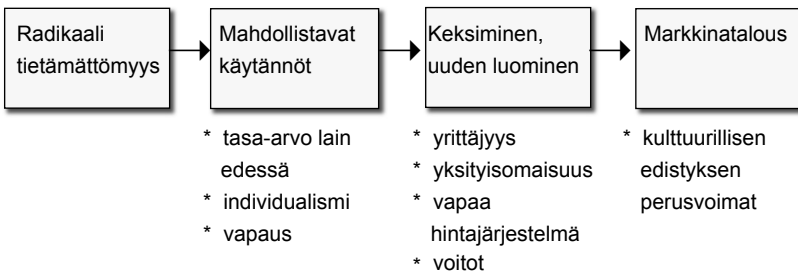 Radikaali
tietämättömyys
Mahdollistavat
käytännöt
Keksiminen,
uuden luominen
Markkinatalous
* tasa-arvo lain
edessä
* individualismi
* vapaus
* yrittäjyys
* yksityisomaisuus
* vapaa
hintajärjestelmä
* voitot
* kulttuurillisen
edistyksen
perusvoimat